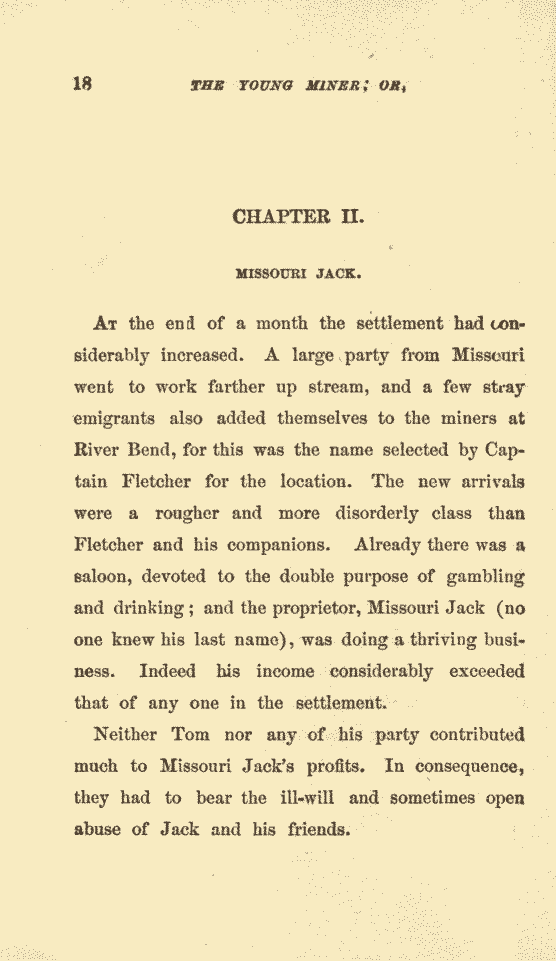 18 THE YOUNG MINER; OR,
CHAPTER II.
MISSOURI JACK.
AT the end of a month the settlement had con-
siderably increased. A large party from Missouri
went to work farther up stream, and a few stray
emigrants also added themselves to the miners at
River Bend, for this was the name selected by Cap-
tain Fletcher for the location. The new arrivals
were a rougher and more disorderly class than
Fletcher and his companions. Already there was a
saloon, devoted to the double purpose of gambling
and drinking; and the proprietor, Missouri Jack (no
one knew his last name), was doing a thriving busi-
ness. Indeed his income considerably exceeded
that of any one in the settlement.
Neither Tom nor any of his party contributed
much to Missouri Jack's profits. In consequence,
they had to bear the ill-will and sometimes open
abuse of Jack and his friends.